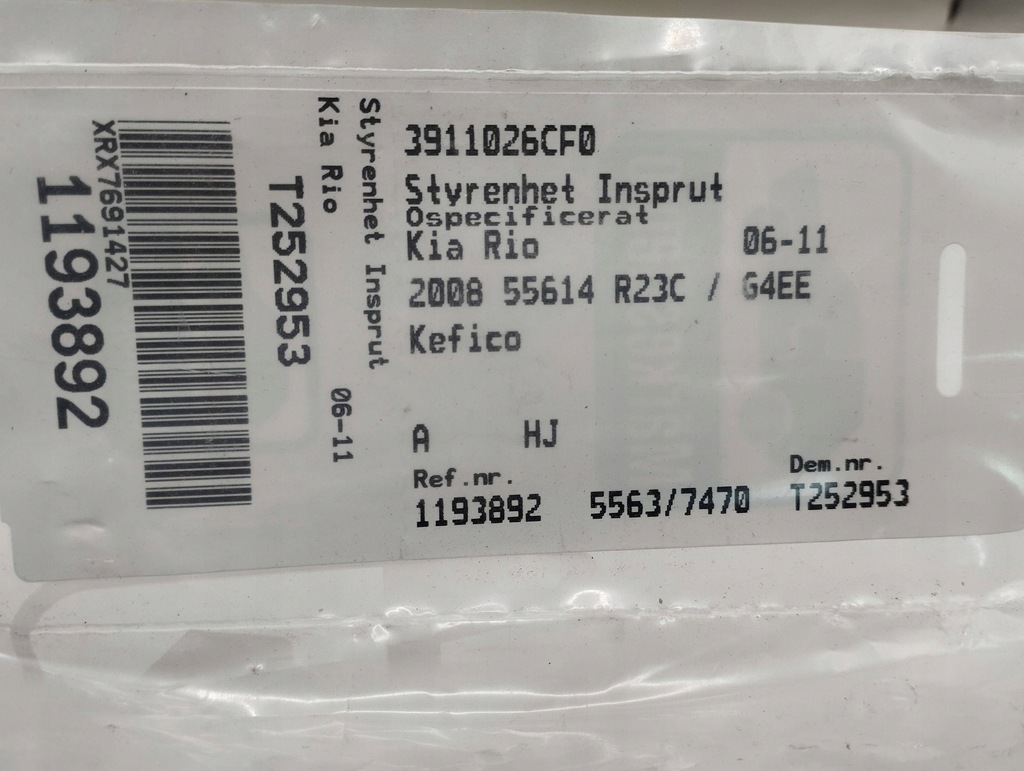 3911026CF0
Styrenhet Insprut
Ospecificerat
Kia Rio 06-11
2008 55614 R23C / G4EE
Kefico
A HJ
Ref.nr. Dem.nr.
1193892 5563/7470 T252953
Styrenhet Insprut
Kia Rio 06-11
T252953
XRX7691427
1193892